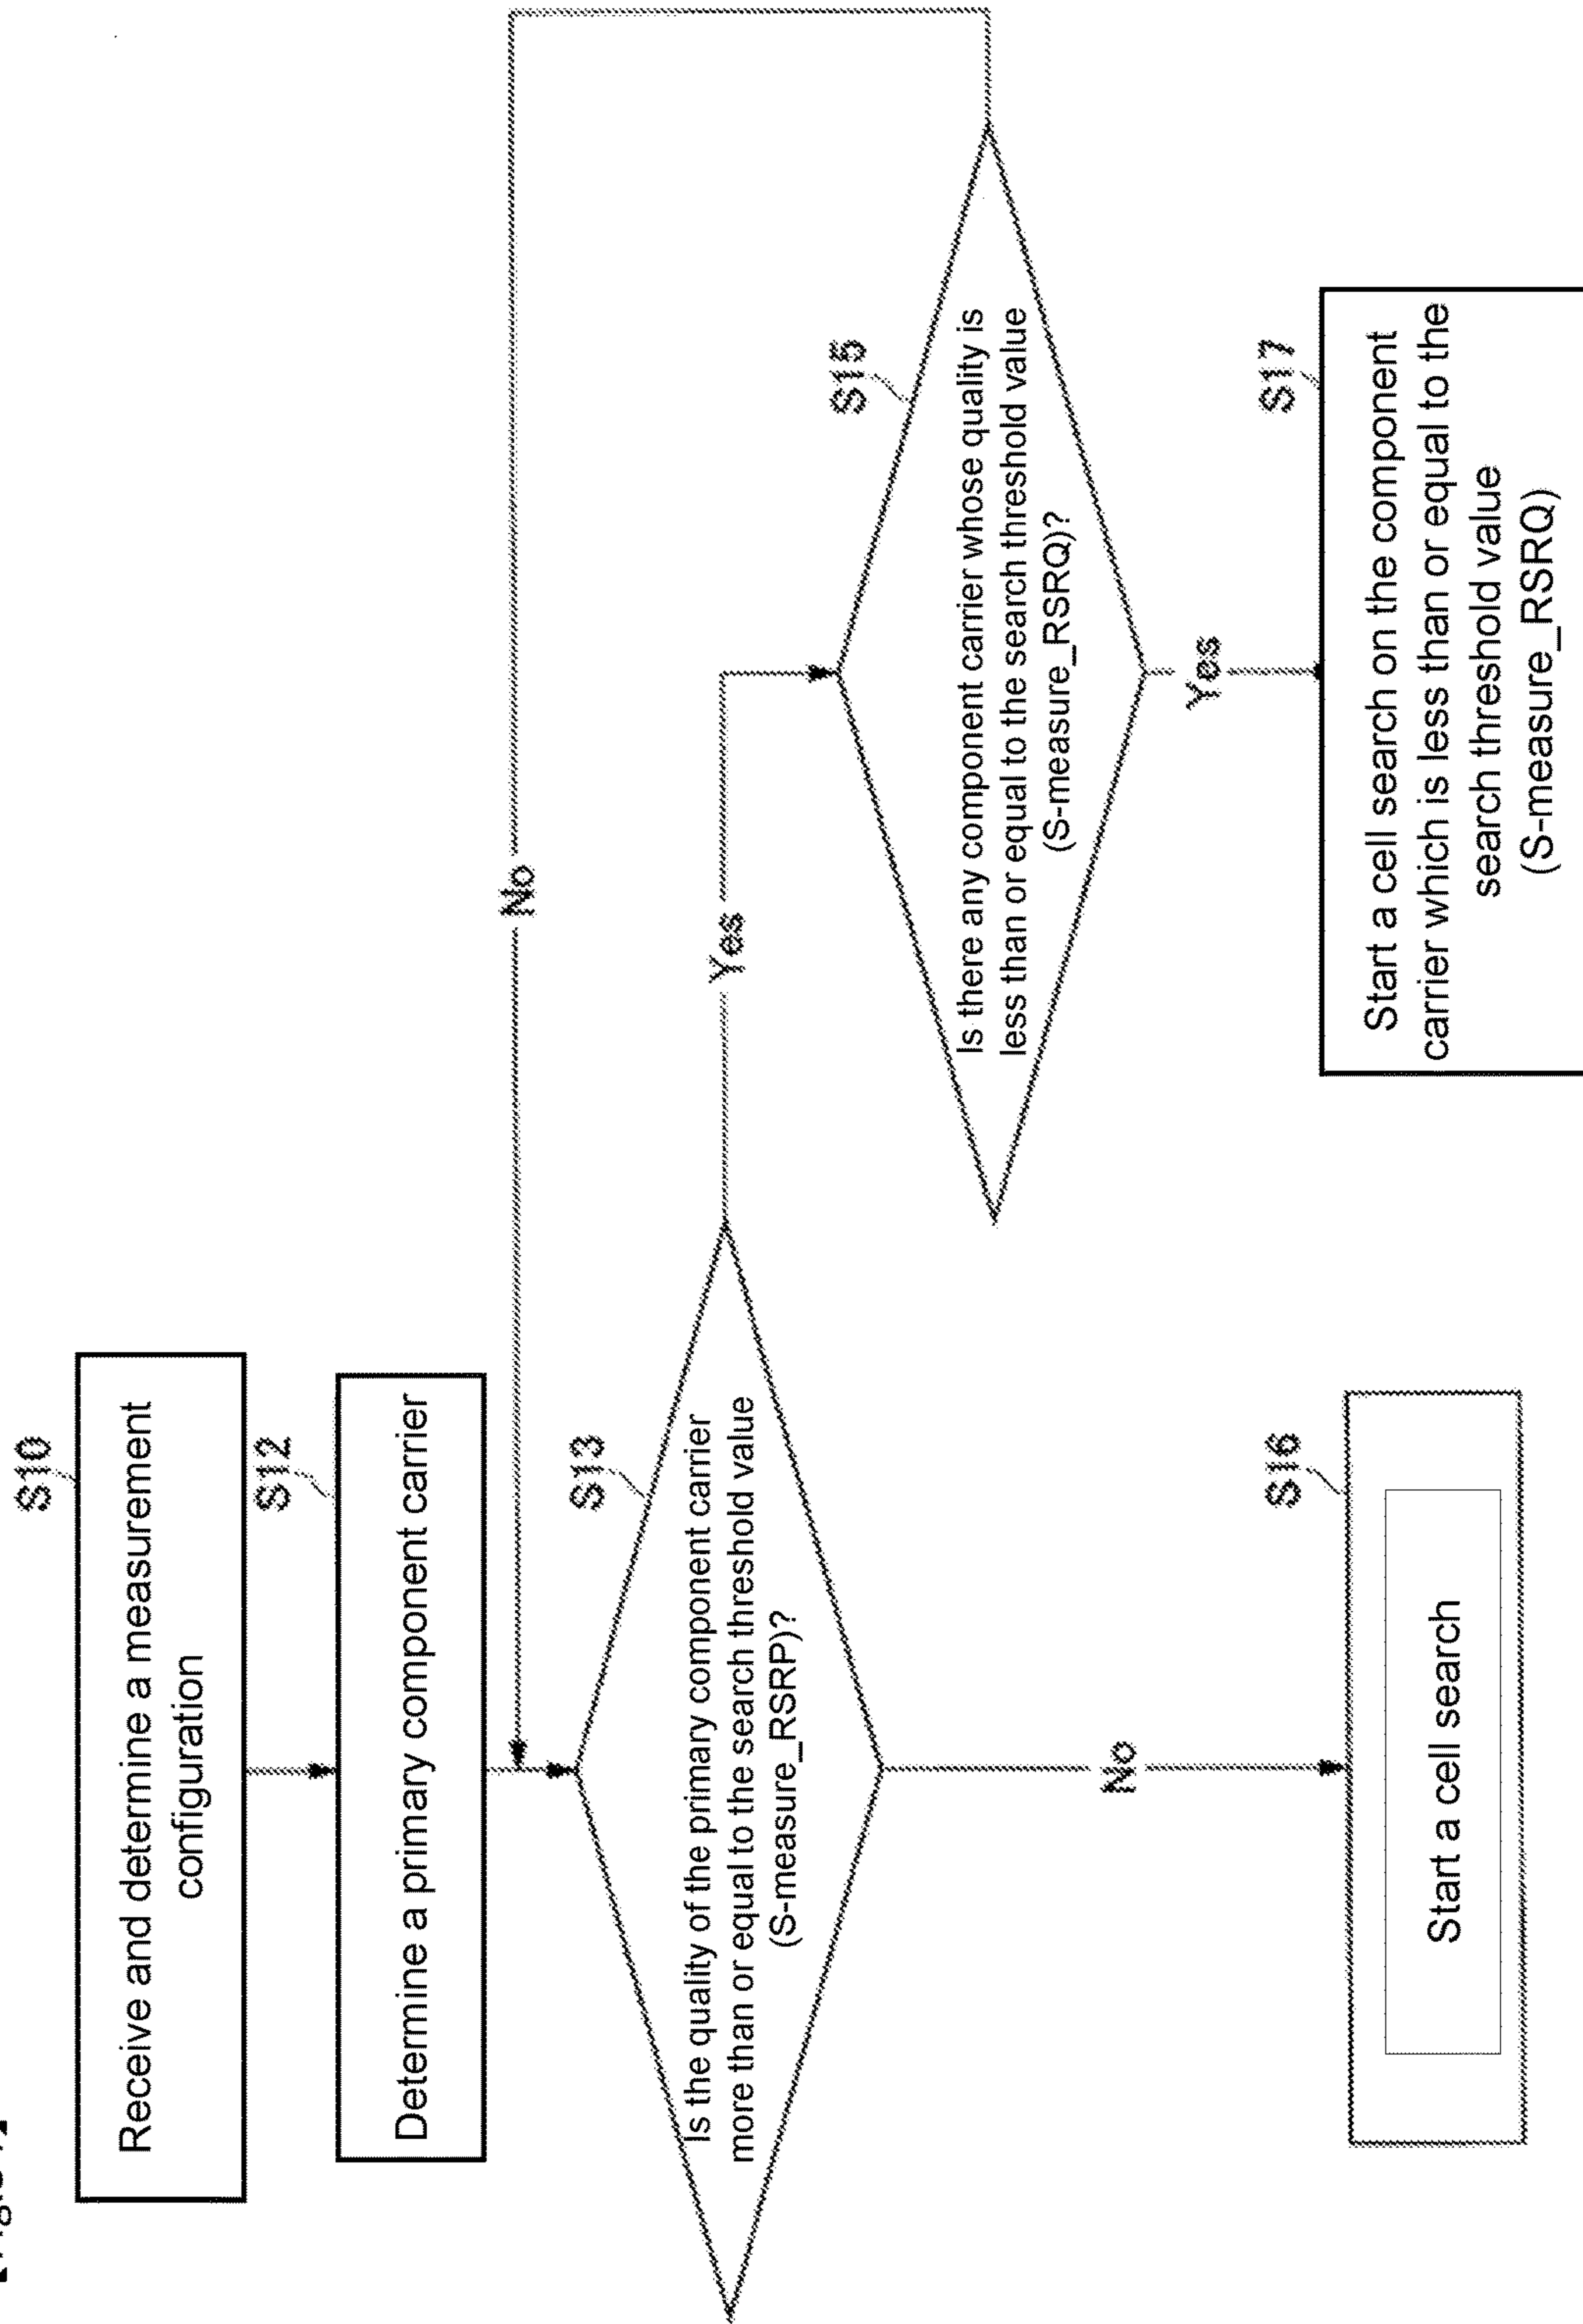 S10
Receive and determine a measurement
configuration
S12
Determine a primary component carrier
No
S13
Is the quality of the primary component carrier
more than or equal to the search threshold value
(S-measure_RSRP)?
Yes
S15
Is there any component carrier whose quality is
less than or equal to the search threshold value
(S-measure_RSRQ)?
No
Yes
S16
Start a cell search
S17
Start a cell search on the component
carrier which is less than or equal to the
search threshold value
(S-measure_RSRQ)